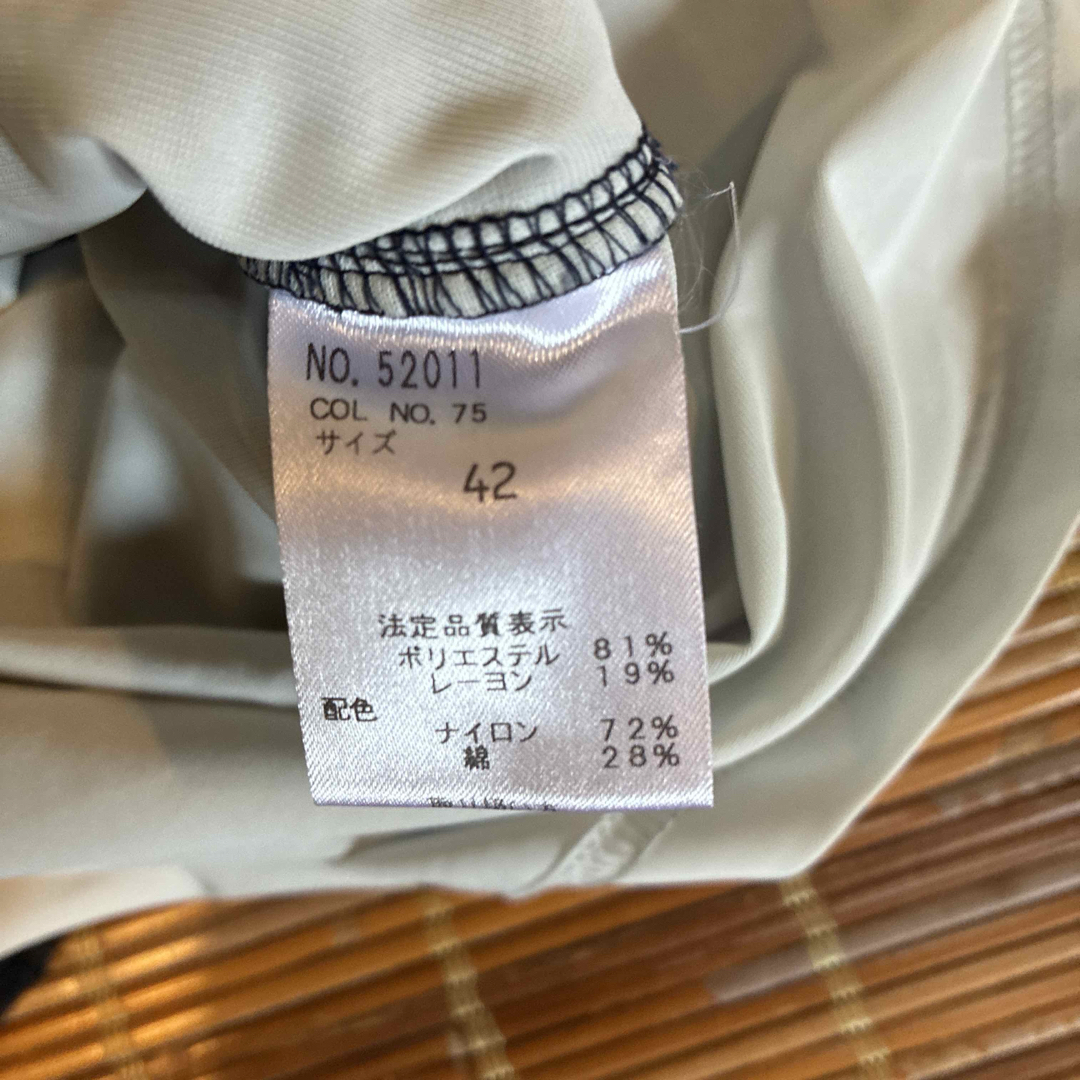 NO. 52011
COL NO. 75
サイズ
42
法定品質表示
ポリエステル 81%
レーヨン 19%
配色
ナイロン 72%
綿 28%